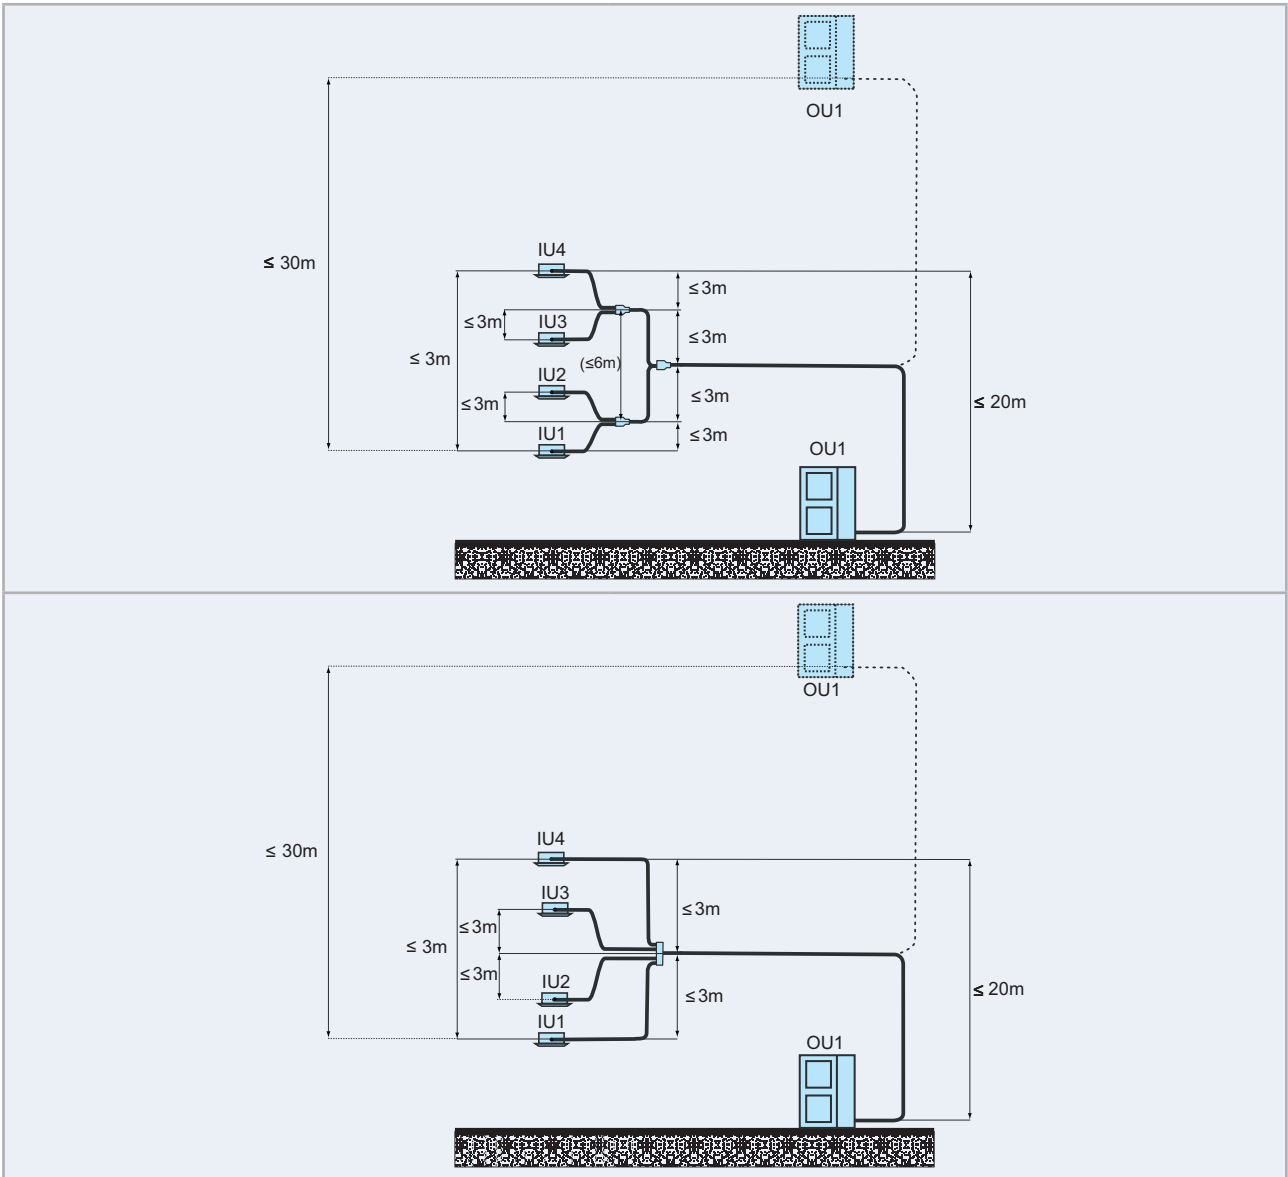 OU1
IU4
≤ 30m
≤ 3m
≤ 3m
IU3
≤ 3m
≤ 3m
(≤6m)
IU2
≤ 3m
≤ 3m
≤ 20m
IU1
≤ 3m
OU1
OU1
IU4
≤ 30m
IU3
≤ 3m
≤ 3m
≤ 3m
≤ 3m
IU2
≤ 3m
≤ 20m
IU1
OU1